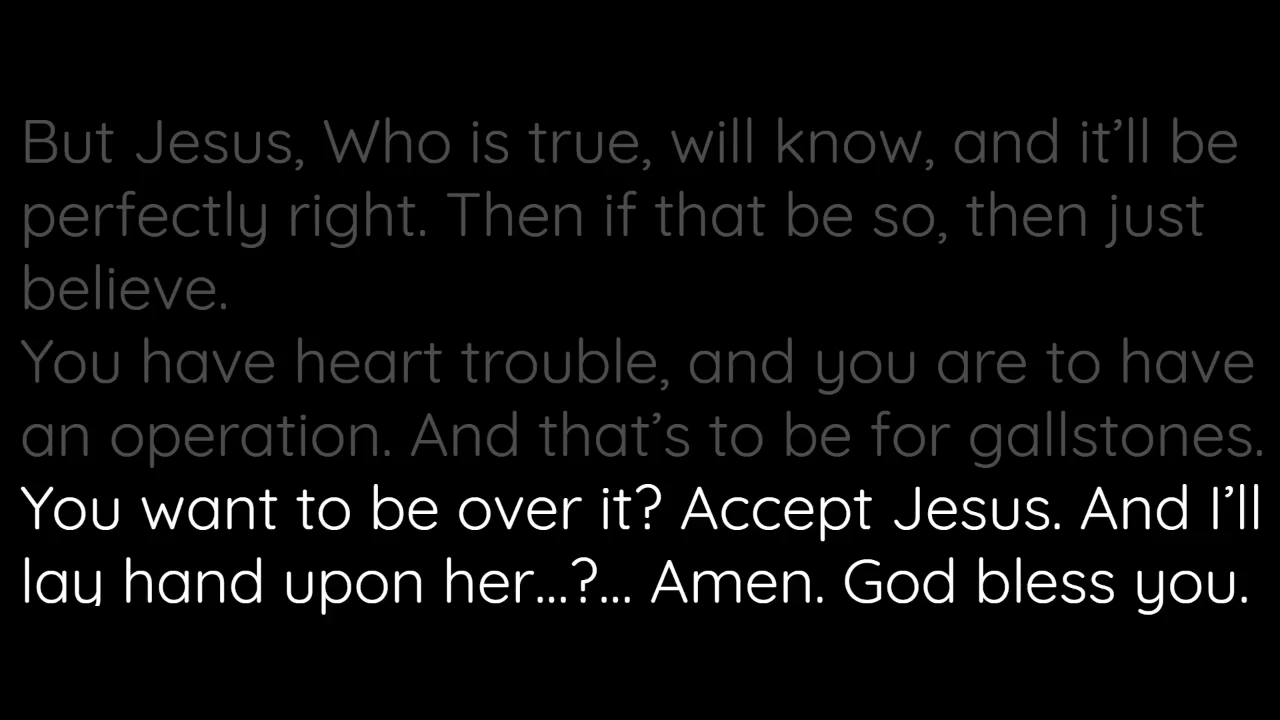 But Jesus, Who is true, will know, and it’ll be
perfectly right. Then if that be so, then just
believe.
You have heart trouble, and you are to have
an operation. And that’s to be for gallstones.
You want to be over it? Accept Jesus. And I’ll
lay hand upon her...?... Amen. God bless you.